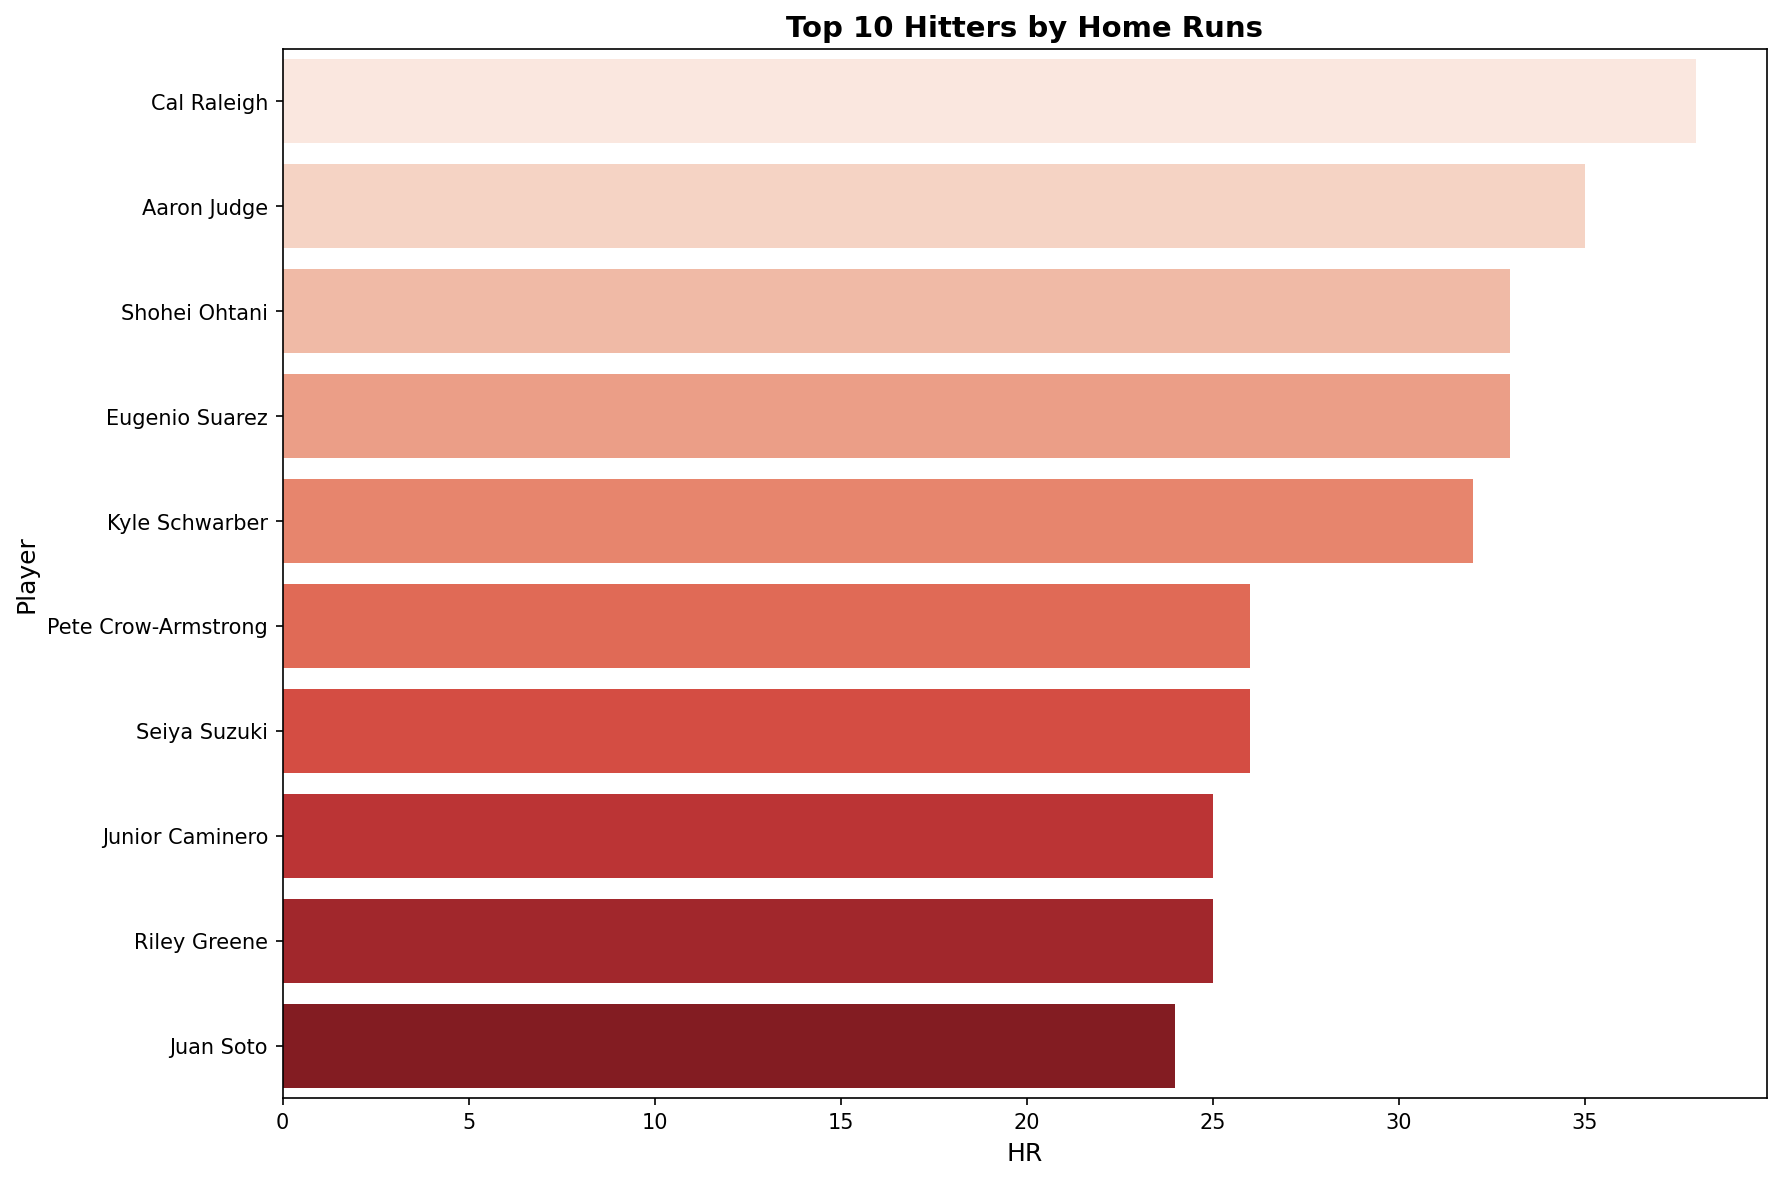 Top 10 Hitters by Home Runs
Player
Cal Raleigh
Aaron Judge
Shohei Ohtani
Eugenio Suarez
Kyle Schwarber
Pete Crow-Armstrong
Seiya Suzuki
Junior Caminero
Riley Greene
Juan Soto
0 5 10 15 20 25 30 35
HR